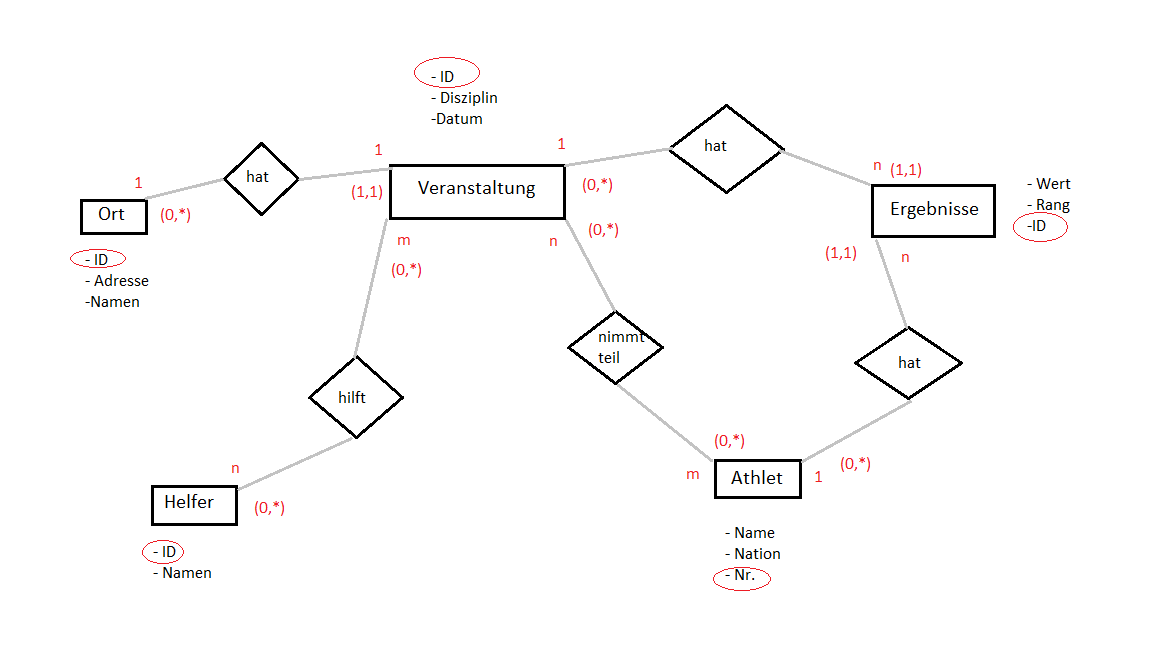 - ID
- Disziplin
-Datum
hat
1
1
n
(1,1)
hat
1
(0,*)
Ort
(1,1)
Veranstaltung
(0,*)
Ergebnisse
- Wert
- Rang
-ID
- ID
- Adresse
-Namen
m
(0,*)
n
(0,*)
(1,1)
n
nimmt
teil
hat
hilft
n
(0,*)
Helfer
- ID
- Namen
(0,*)
m
Athlet
1
(0,*)
- Name
- Nation
- Nr.